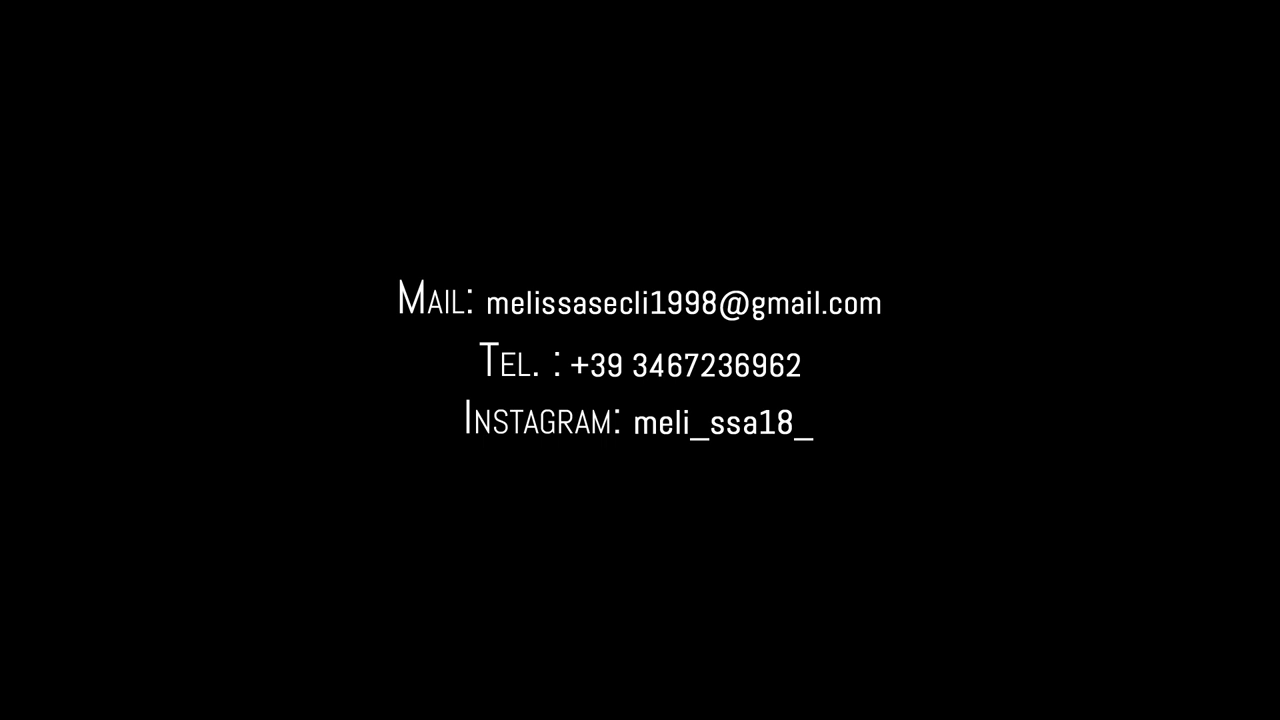 Mail: melissasecli1998@gmail.com
Tel. : +39 3467236962
Instagram: meli_ssa18_